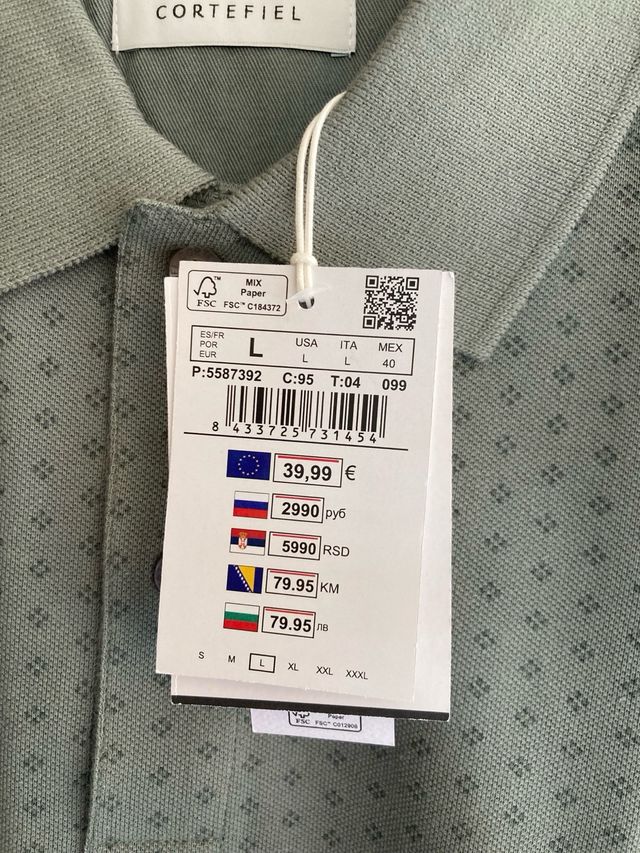 CORTEFIEL
FSC™
MIX
Paper
FSC™ C184372
ES/FR
POR
EUR
L
USA
L
ITA
L
MEX
40
P:5587392 C:95 T:04 099
8 433725 731454
39,99 €
2990 руб
5990 RSD
79.95 KM
79.95 лв
S M L XL XXL XXXL
FSC
Paper
FSC™ C012908